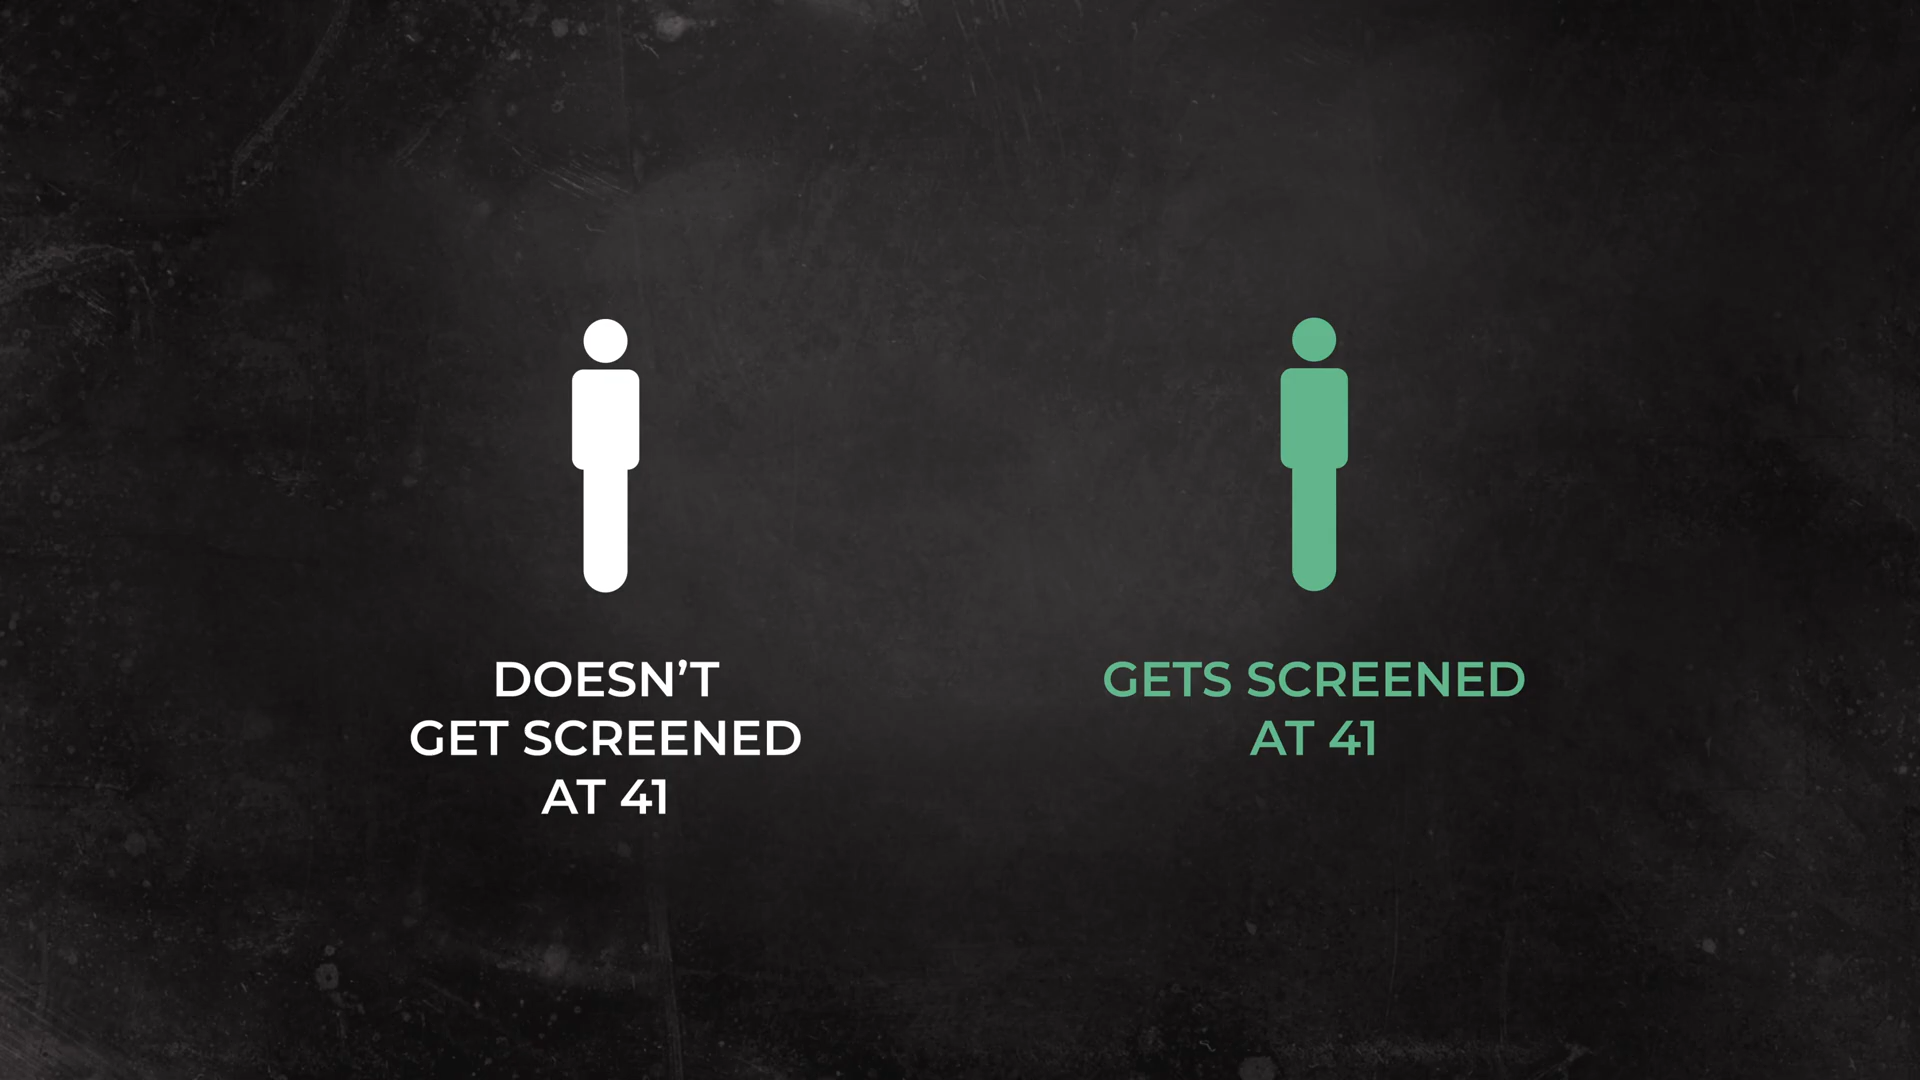 DOESN’T
GET SCREENED
AT 41
GETS SCREENED
AT 41